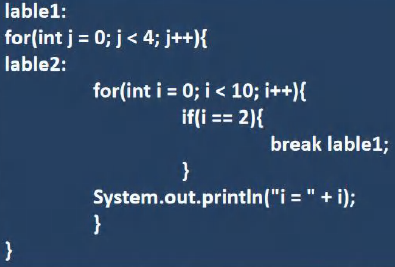 lable1:
for(int j = 0; j < 4; j++){
lable2:
for(int i = 0; i < 10; i++){
if(i == 2){
break lable1;
}
System.out.println("i = " + i);
}
}